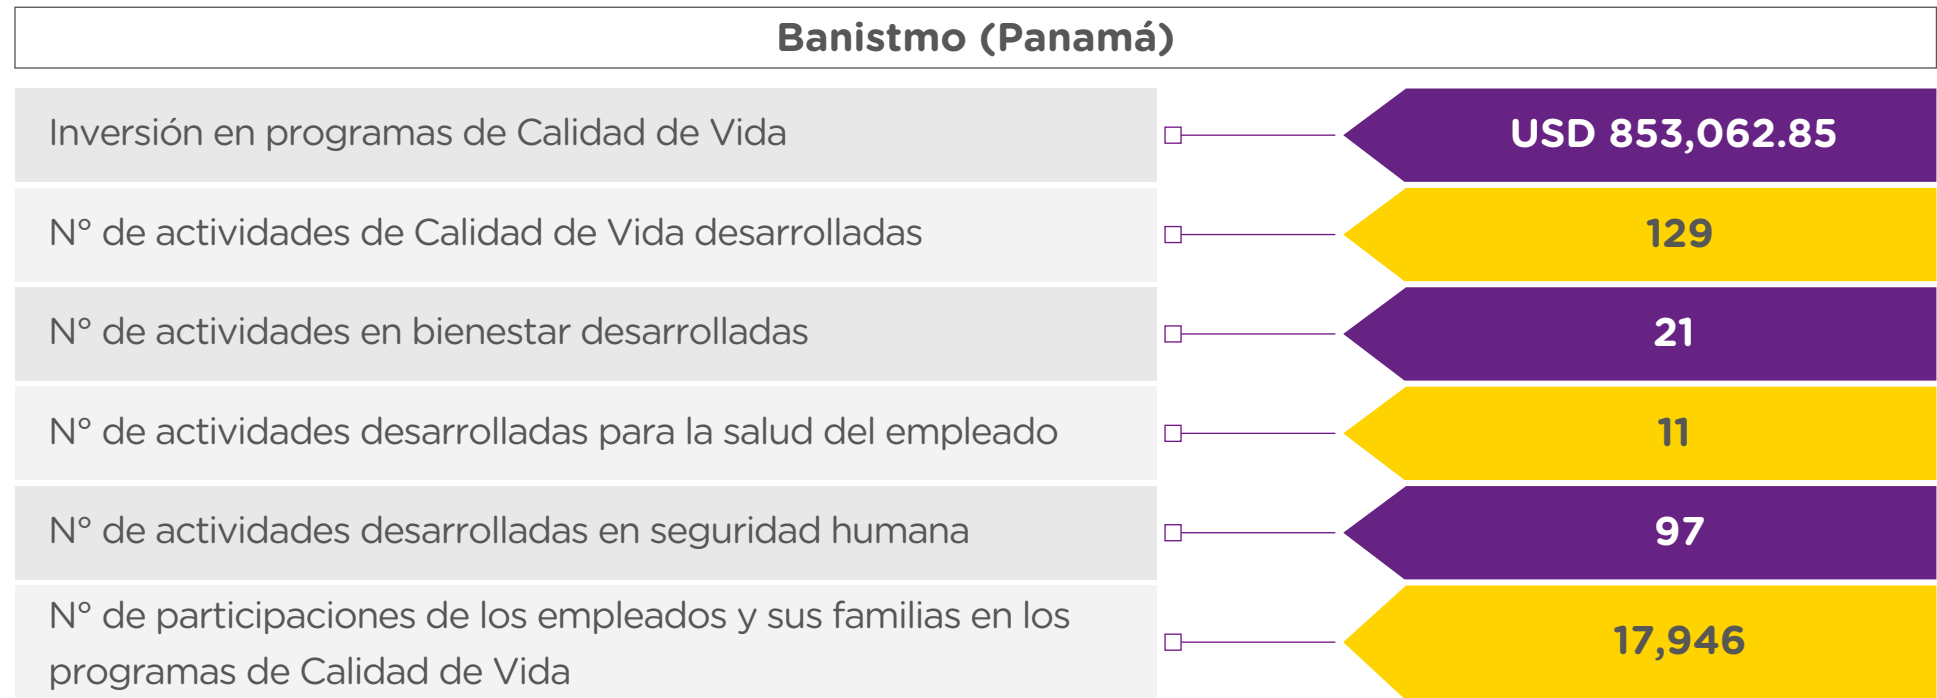 Banistmo (Panamá)
Inversión en programas de Calidad de Vida
USD 853,062.85
N° de actividades de Calidad de Vida desarrolladas
129
N° de actividades en bienestar desarrolladas
21
N° de actividades desarrolladas para la salud del empleado
11
N° de actividades desarrolladas en seguridad humana
97
N° de participaciones de los empleados y sus familias en los
programas de Calidad de Vida
17,946